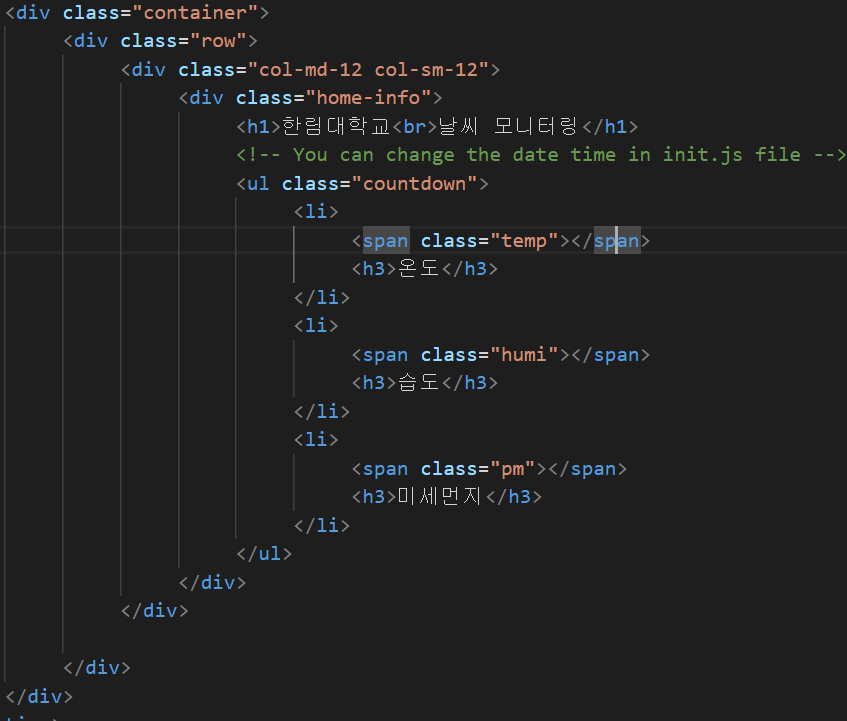 <div class="container">
<div class="row">
<div class="col-md-12 col-sm-12">
<div class="home-info">
<h1>한림대학교<br>날씨 모니터링</h1>
<!-- You can change the date time in init.js file -->
<ul class="countdown">
<li>
<span class="temp"></span>
<h3>온도</h3>
</li>
<li>
<span class="humi"></span>
<h3>습도</h3>
</li>
<li>
<span class="pm"></span>
<h3>미세먼지</h3>
</li>
</ul>
</div>
</div>
</div>
</div>